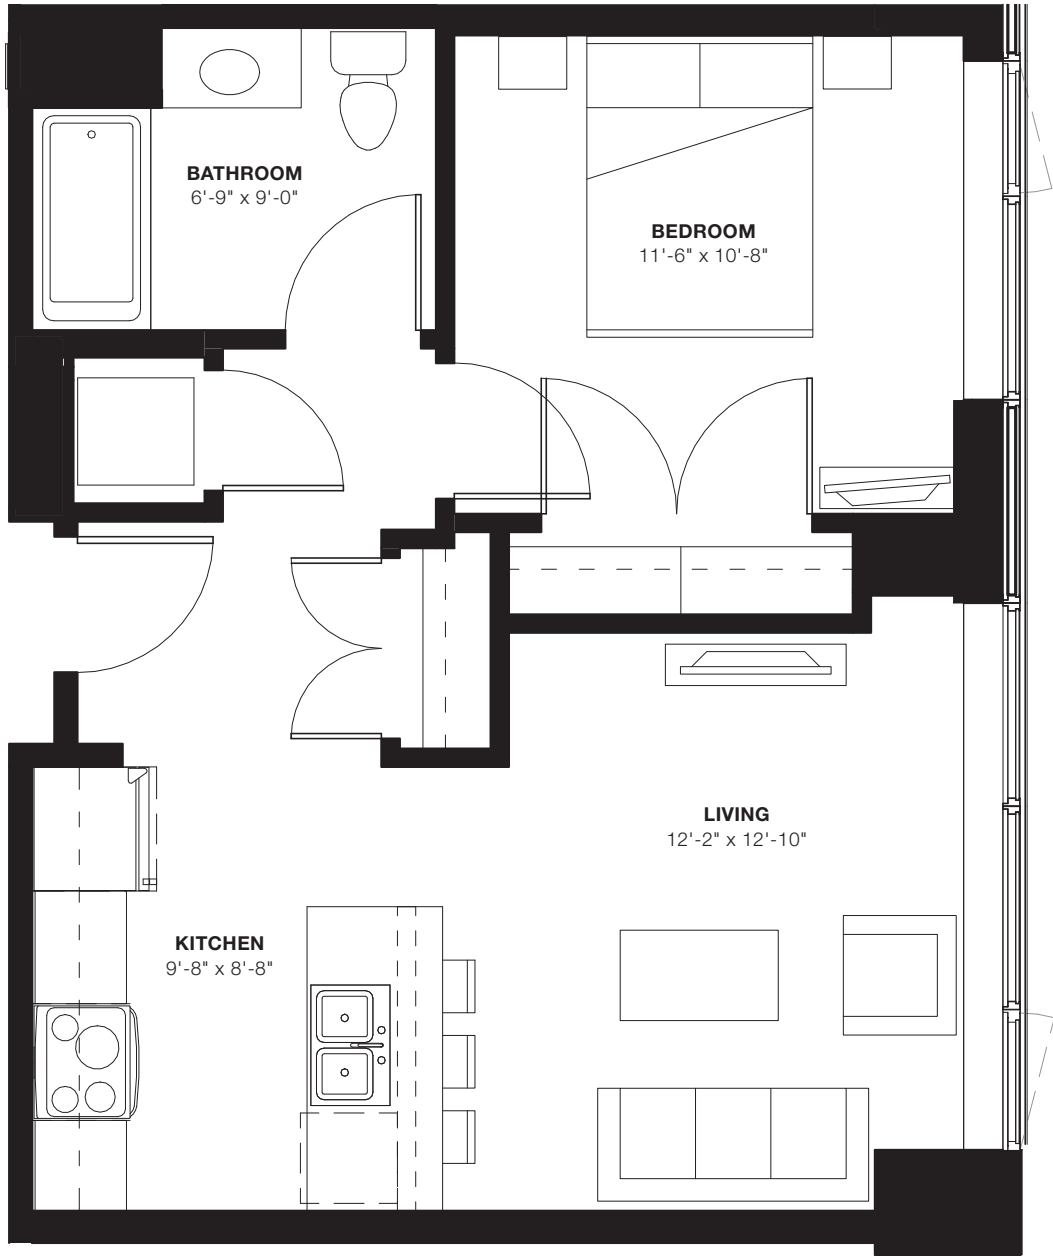 BATHROOM
6'-9" x 9'-0"
BEDROOM
11'-6" x 10'-8"
LIVING
12'-2" x 12'-10"
KITCHEN
9'-8" x 8'-8"